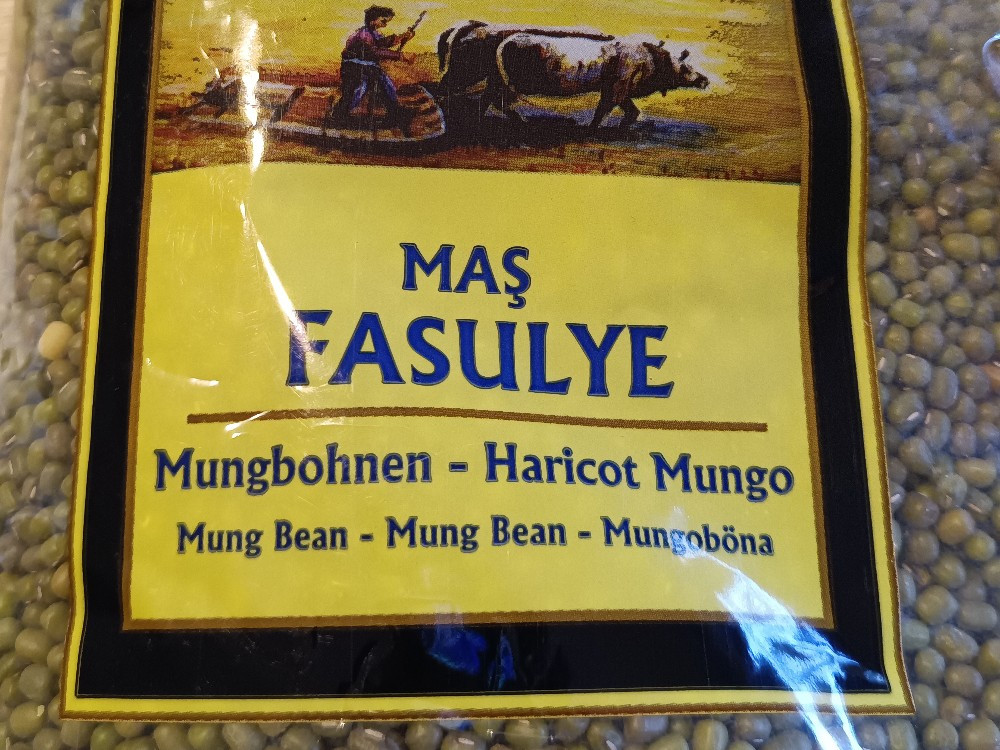 MAŞ
FASULYE
Mungbohnen - Haricot Mungo
Mung Bean - Mung Bean - Mungoböna